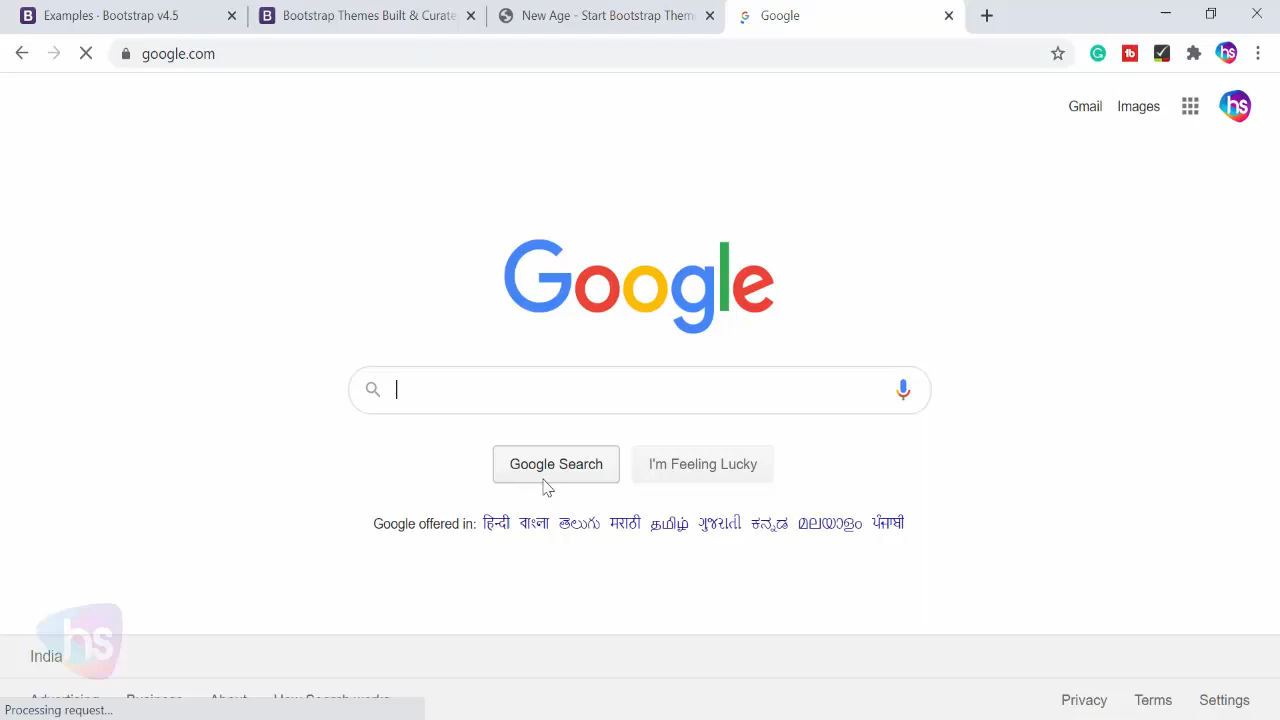 Examples - Bootstrap v4.5
Bootstrap Themes Built & Curate
New Age - Start Bootstrap Them
Google
google.com
Gmail
Images
hs
Google
Google Search
I'm Feeling Lucky
Google offered in: हिन्दी বাংলা తెలుగు मराठी தமிழ் ગુજરાતી ಕನ್ನಡ മലയാളം ਪੰਜਾਬੀ
hs
India
Advertising Business About How Search works
Privacy Terms Settings
Processing request...